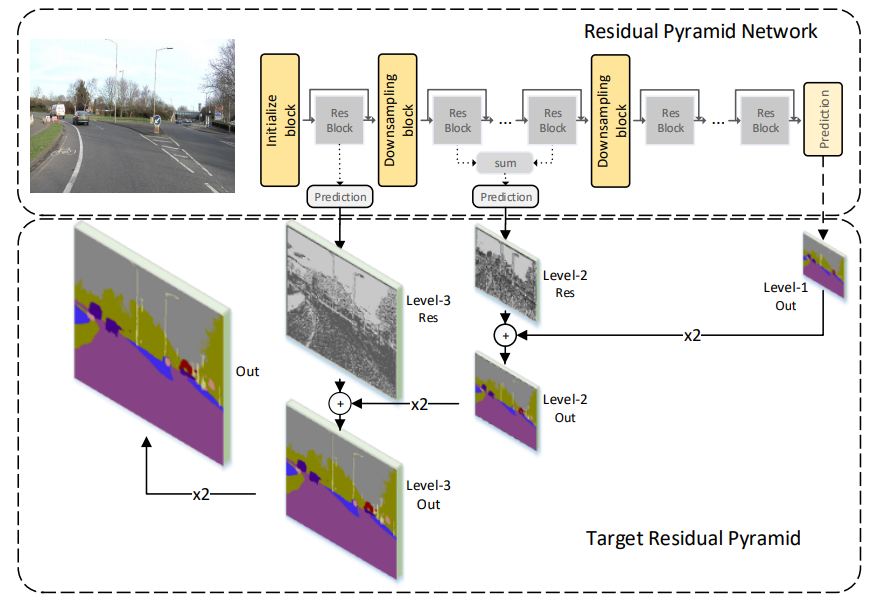 Residual Pyramid Network
Initialize
block
Res
Block
Downsampling
block
Res
Block
...
Res
Block
Downsampling
block
Res
Block
...
Res
Block
Prediction
sum
Prediction
Prediction
Level-3
Res
Level-2
Res
Level-1
Out
+
x2
Out
Level-2
Out
+
x2
Level-3
Out
x2
Target Residual Pyramid